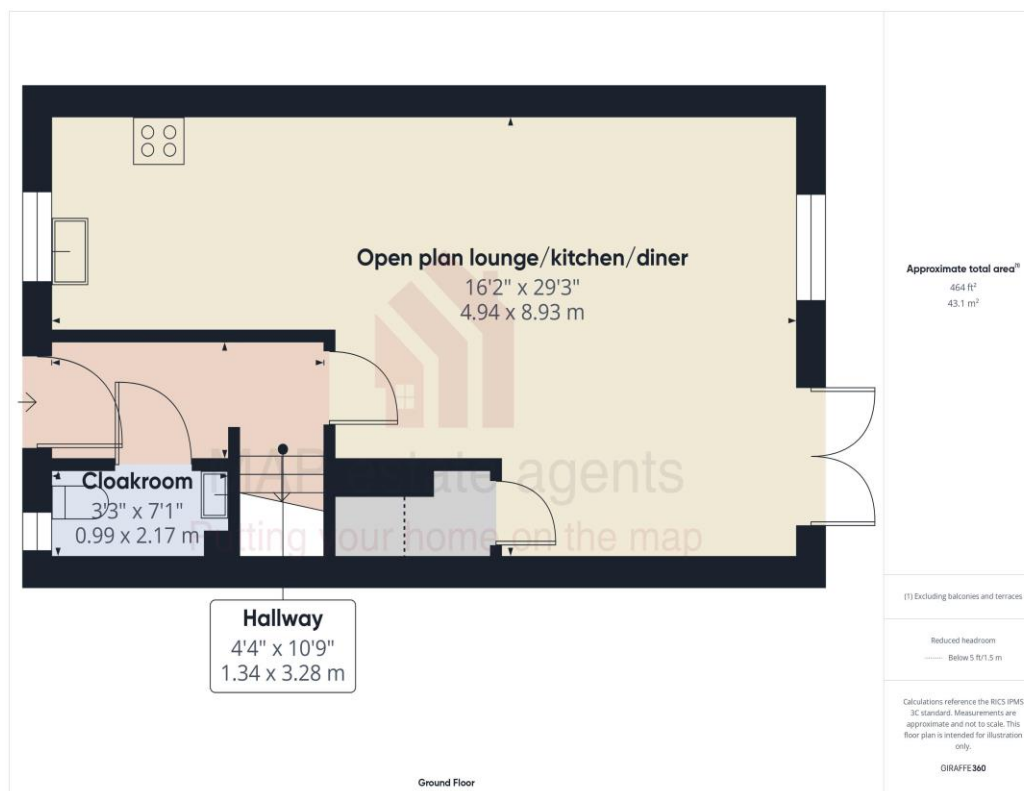 Open plan lounge/kitchen/diner
16'2" x 29'3"
4.94 x 8.93 m
MAP estate agents
Putting your home on the map
Cloakroom
3'3" x 7'1"
0.99 x 2.17 m
Hallway
4'4" x 10'9"
1.34 x 3.28 m
Ground Floor
Approximate total area(1)
464 ft²
43.1 m²
(1) Excluding balconies and terraces
Reduced headroom
Below 5 ft/1.5 m
Calculations reference the RICS IPMS
3C standard. Measurements are
approximate and not to scale. This
floor plan is intended for illustration
only.
GIRAFFE360